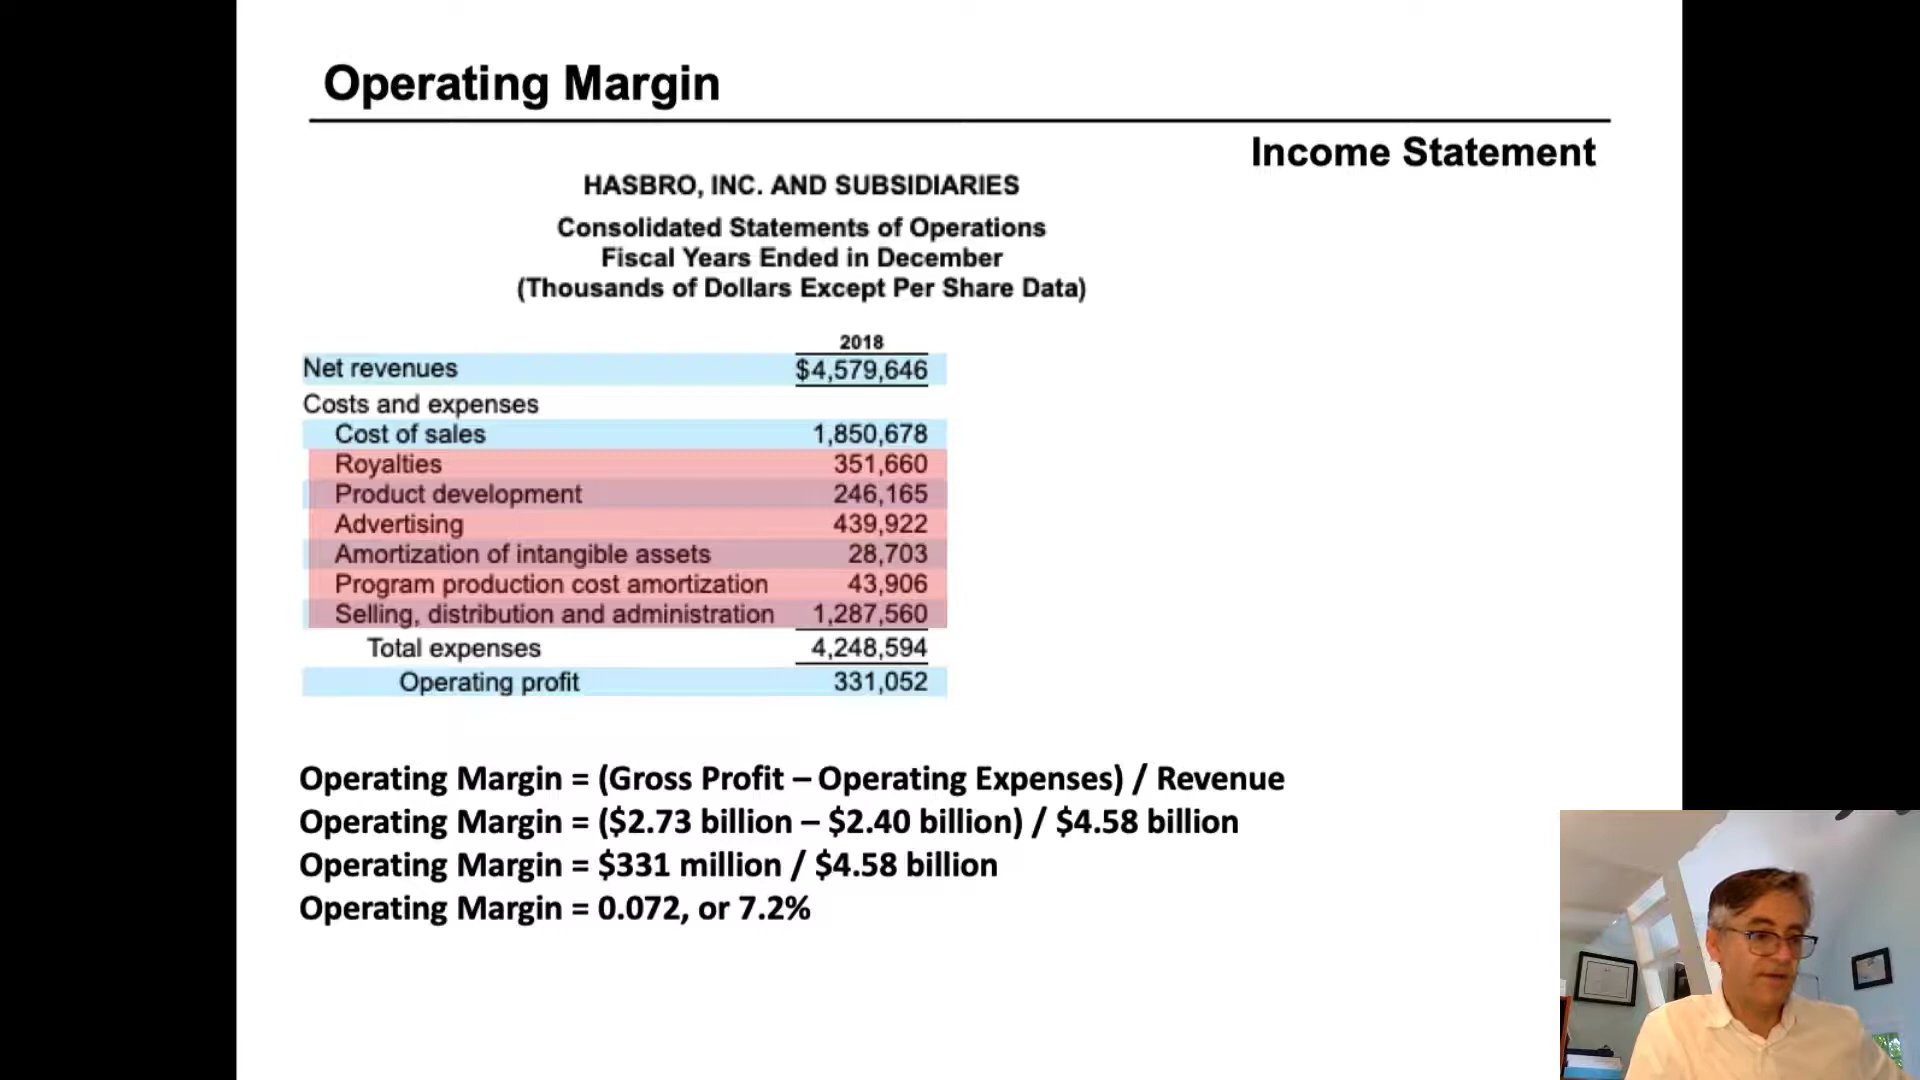 Operating Margin
Income Statement
HASBRO, INC. AND SUBSIDIARIES
Consolidated Statements of Operations
Fiscal Years Ended in December
(Thousands of Dollars Except Per Share Data)
2018
Net revenues $4,579,646
Costs and expenses
Cost of sales 1,850,678
Royalties 351,660
Product development 246,165
Advertising 439,922
Amortization of intangible assets 28,703
Program production cost amortization 43,906
Selling, distribution and administration 1,287,560
Total expenses 4,248,594
Operating profit 331,052
Operating Margin = (Gross Profit – Operating Expenses) / Revenue
Operating Margin = ($2.73 billion – $2.40 billion) / $4.58 billion
Operating Margin = $331 million / $4.58 billion
Operating Margin = 0.072, or 7.2%